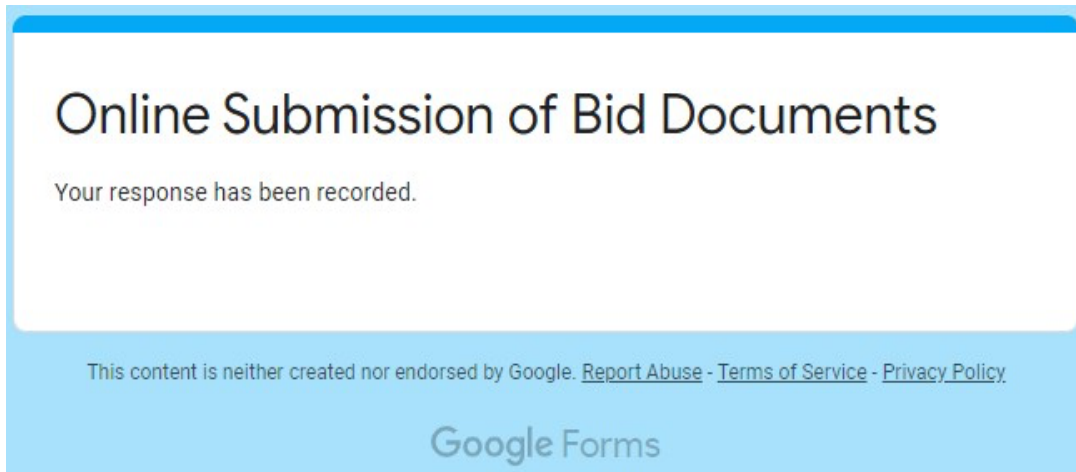 Online Submission of Bid Documents
Your response has been recorded.
This content is neither created nor endorsed by Google. Report Abuse - Terms of Service - Privacy Policy
Google Forms